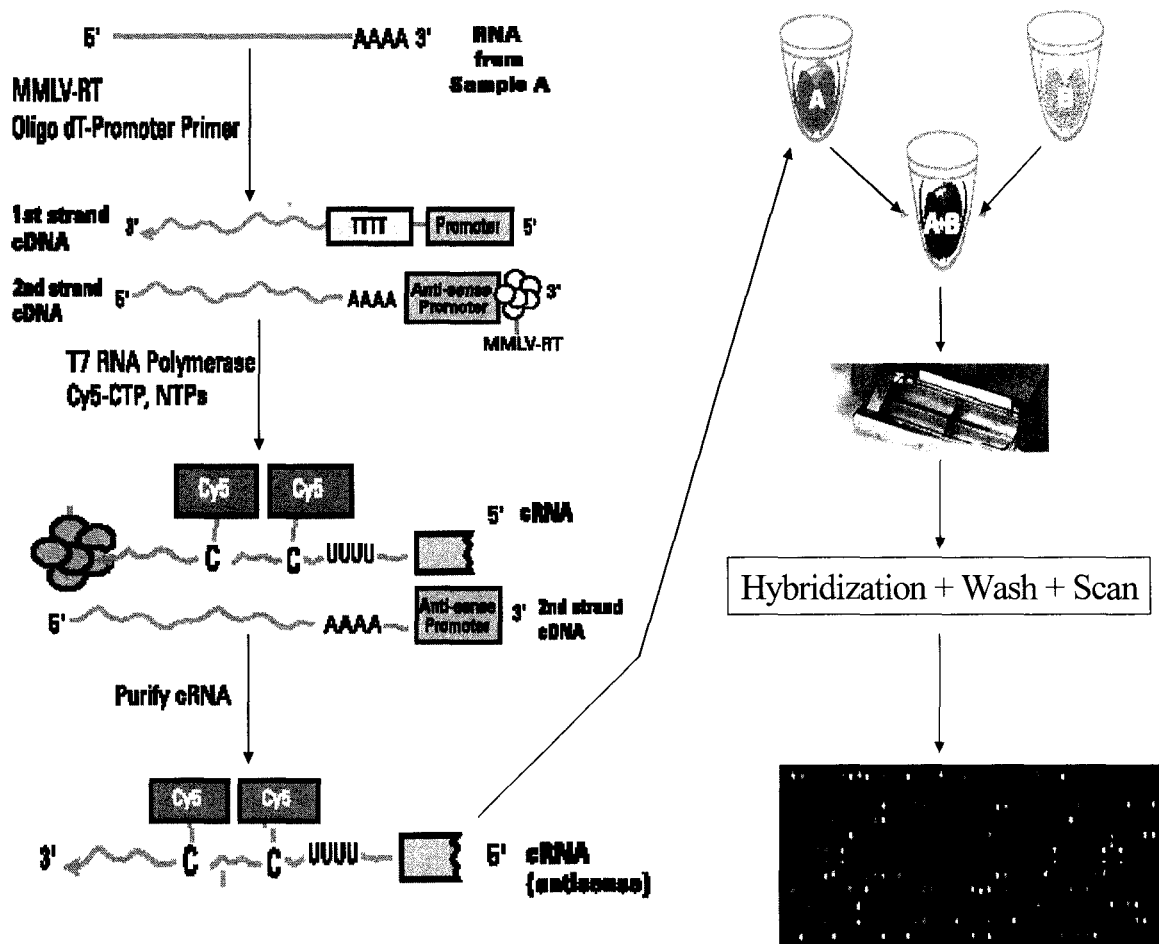 5' AAAA 3' RNA
from
Sample A
MMLV-RT
Oligo dT-Promoter Primer
1st strand
cDNA
3' TTTT Promoter 5'
2nd strand
cDNA
5' AAAA Anti-sense
Promoter 3'
MMLV-RT
T7 RNA Polymerase
Cy5-CTP, NTPs
Cy5 Cy5
5' cRNA
C C UUUU
5' AAAA Anti-sense
Promoter 3' 2nd strand
cDNA
Purify cRNA
Cy5 Cy5
3' C C UUUU 5' cRNA
(antisense)
A B
A+B
Hybridization + Wash + Scan